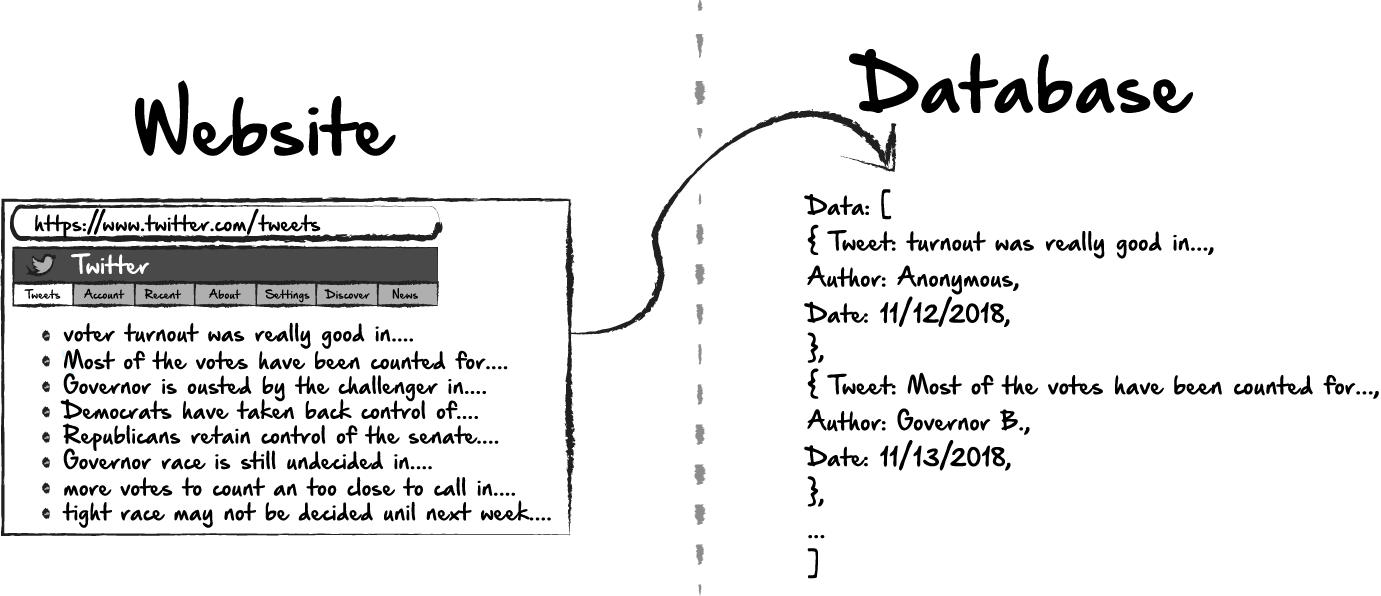 Website
https://www.twitter.com/tweets
Twitter
Tweets Account Recent About Settings Discover News
voter turnout was really good in....
Most of the votes have been counted for....
Governor is ousted by the challenger in....
Democrats have taken back control of....
Republicans retain control of the senate....
Governor race is still undecided in....
more votes to count an too close to call in....
tight race may not be decided unil next week....
Database
Data: [
{ Tweet: turnout was really good in...,
Author: Anonymous,
Date: 11/12/2018,
},
{ Tweet: Most of the votes have been counted for...,
Author: Governor B.,
Date: 11/13/2018,
},
...
]